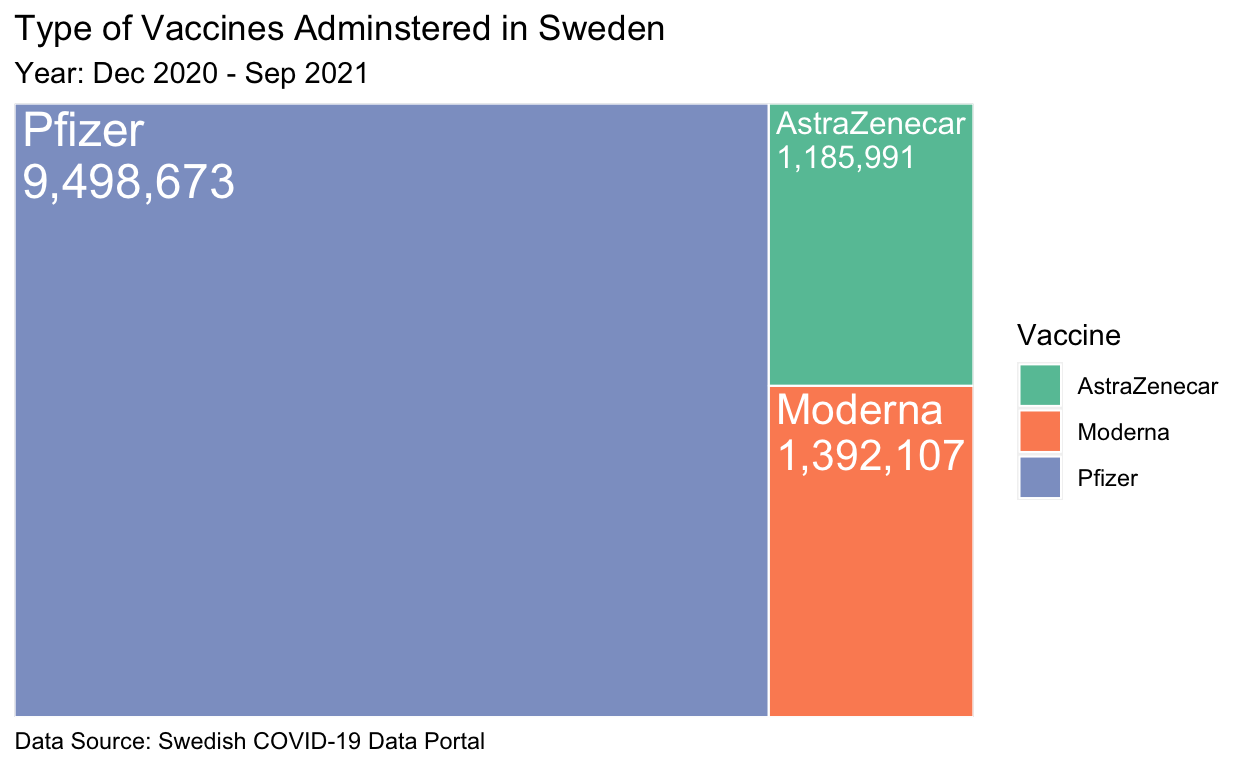 Type of Vaccines Adminstered in Sweden
Year: Dec 2020 - Sep 2021
Pfizer
9,498,673
AstraZenecar
1,185,991
Moderna
1,392,107
Vaccine
AstraZenecar
Moderna
Pfizer
Data Source: Swedish COVID-19 Data Portal